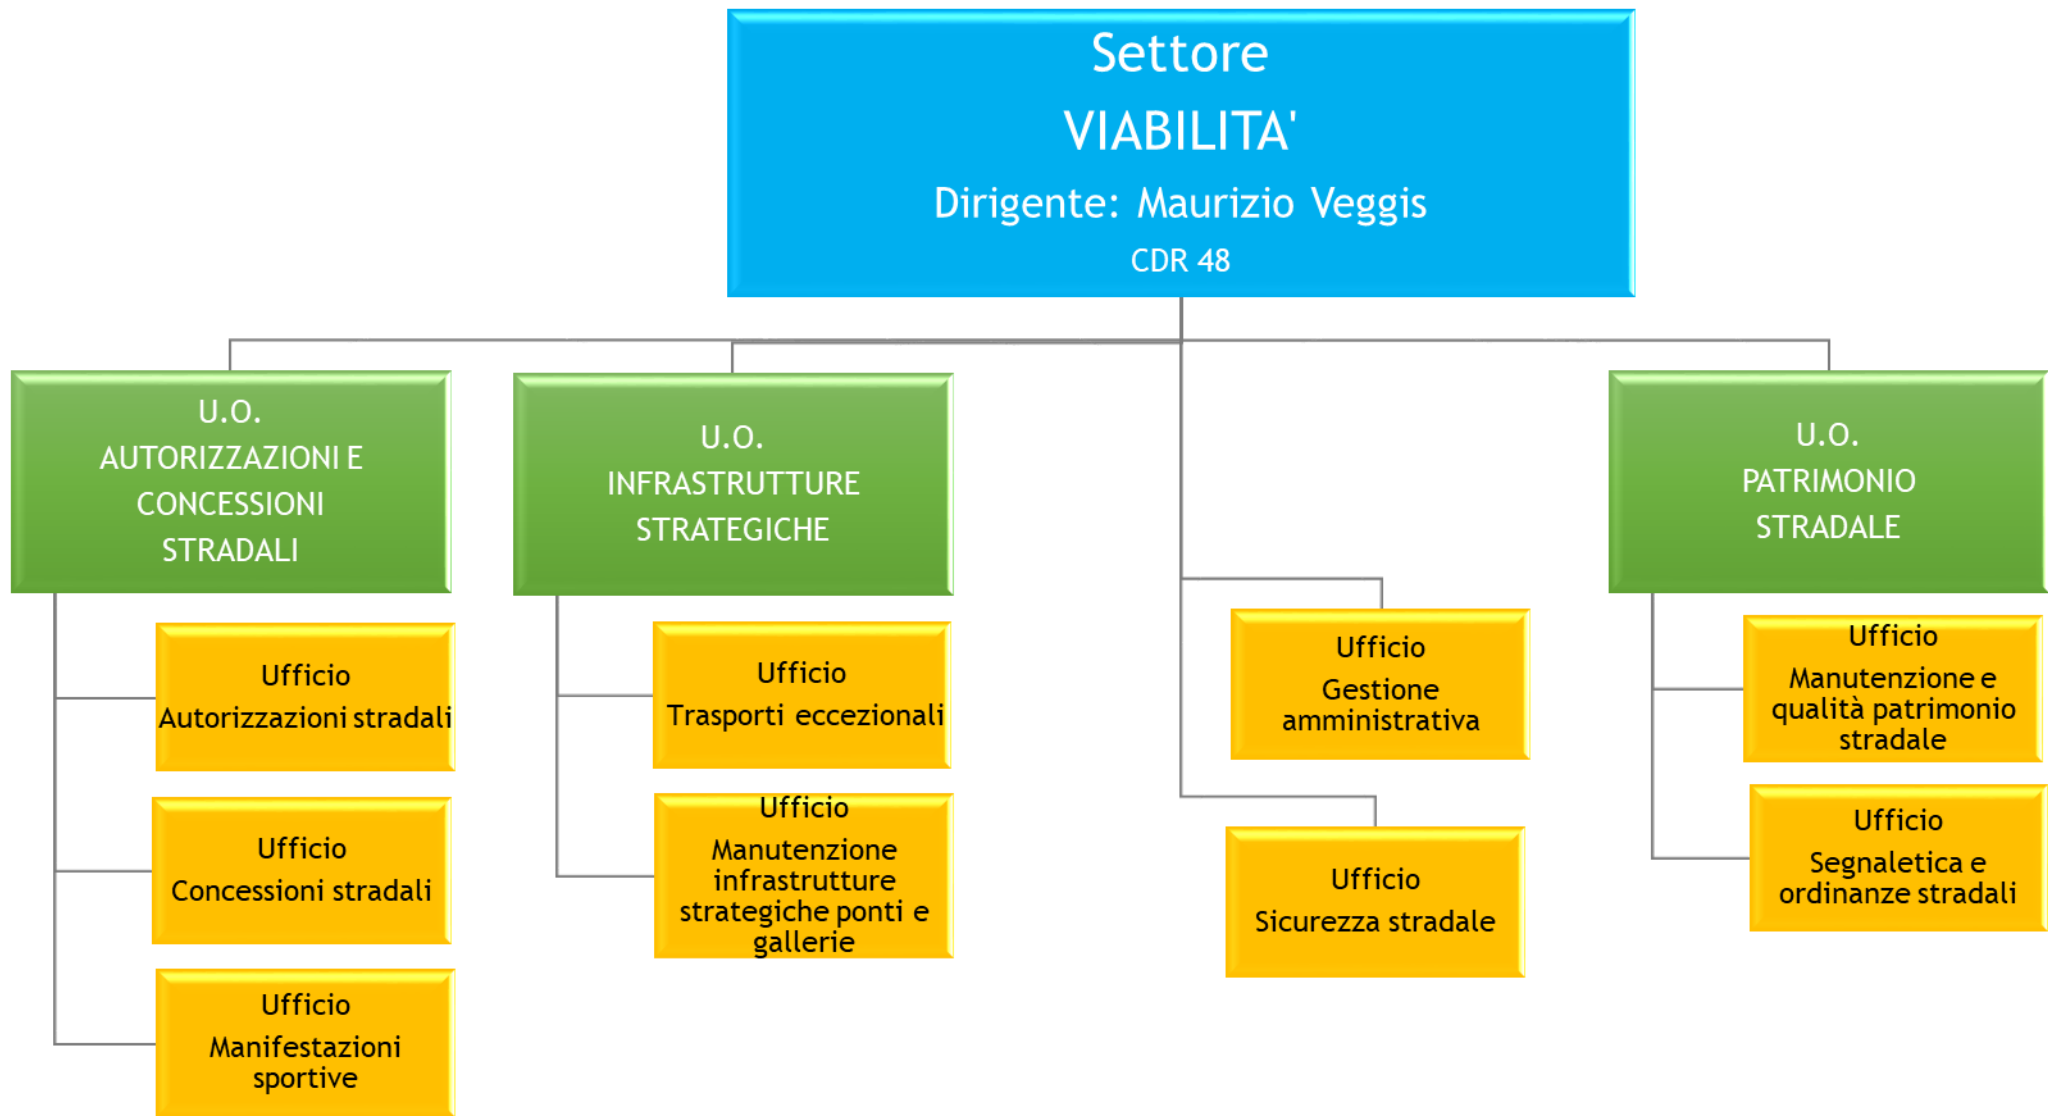 Settore
VIABILITA'
Dirigente: Maurizio Veggis
CDR 48
U.O.
AUTORIZZAZIONI E
CONCESSIONI
STRADALI
Ufficio
Autorizzazioni stradali
Ufficio
Concessioni stradali
Ufficio
Manifestazioni
sportive
U.O.
INFRASTRUTTURE
STRATEGICHE
Ufficio
Trasporti eccezionali
Ufficio
Manutenzione
infrastrutture
strategiche ponti e
gallerie
Ufficio
Gestione
amministrativa
Ufficio
Sicurezza stradale
U.O.
PATRIMONIO
STRADALE
Ufficio
Manutenzione e
qualità patrimonio
stradale
Ufficio
Segnaletica e
ordinanze stradali